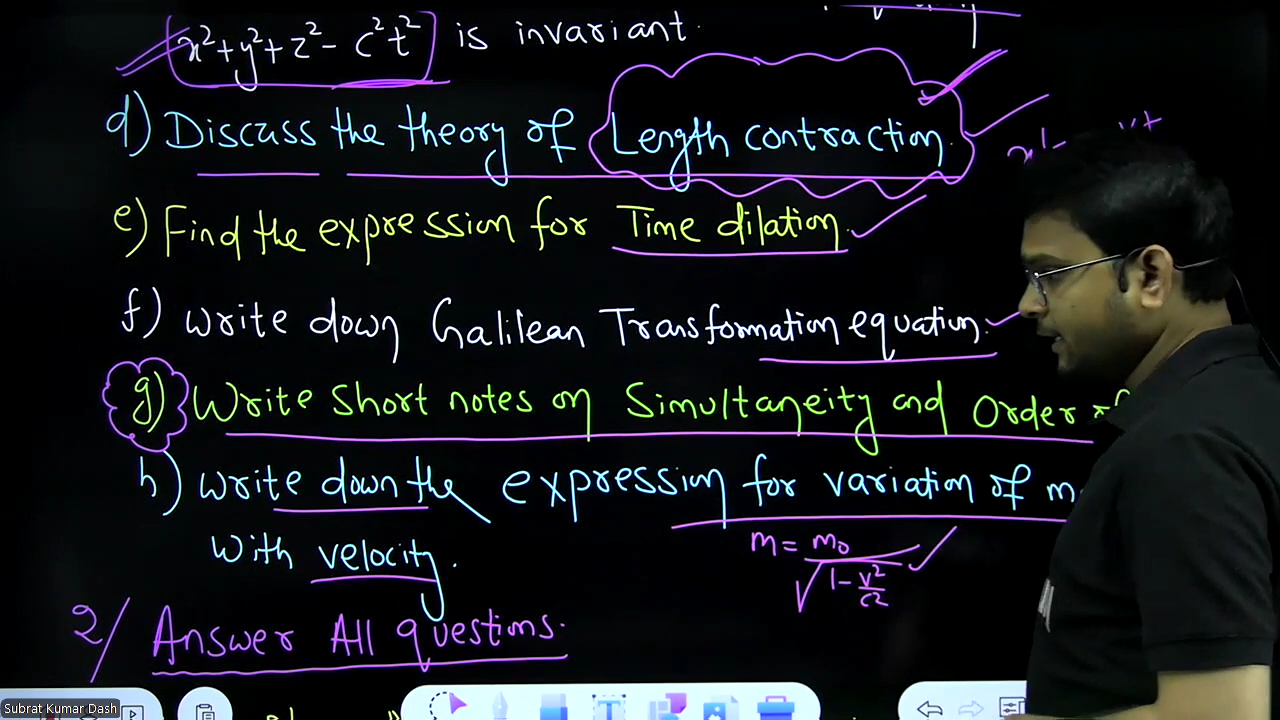 x²+y²+z²- c²t² is invariant.
d) Discuss the theory of Length contraction.
e) Find the expression for Time dilation.
f) Write down Galilean Transformation equation.
g) Write Short notes on Simultaneity and Order of
h) Write down the expression for variation of
with velocity.
m = m₀ / √(1 - v²/c²)
2/ Answer All questions.
Subrat Kumar Dash